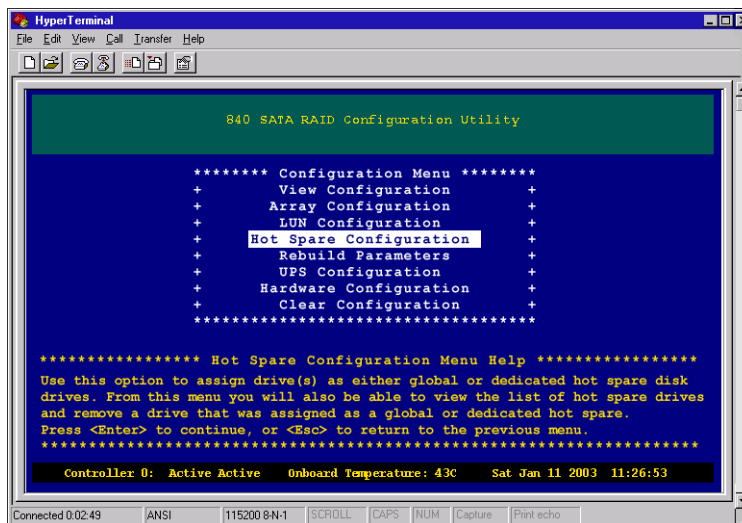 HyperTerminal
File Edit View Call Transfer Help
840 SATA RAID Configuration Utility
******** Configuration Menu ********
+ View Configuration +
+ Array Configuration +
+ LUN Configuration +
+ Hot Spare Configuration +
+ Rebuild Parameters +
+ UPS Configuration +
+ Hardware Configuration +
+ Clear Configuration +
************************************
***************** Hot Spare Configuration Menu Help *****************
Use this option to assign drive(s) as either global or dedicated hot spare disk
drives. From this menu you will also be able to view the list of hot spare drives
and remove a drive that was assigned as a global or dedicated hot spare.
Press <Enter> to continue, or <Esc> to return to the previous menu.
*********************************************************************
Controller 0: Active Active Onboard Temperature: 43C Sat Jan 11 2003 11:26:53
Connected 0:02:49 ANSI 115200 8-N-1 SCROLL CAPS NUM Capture Print echo